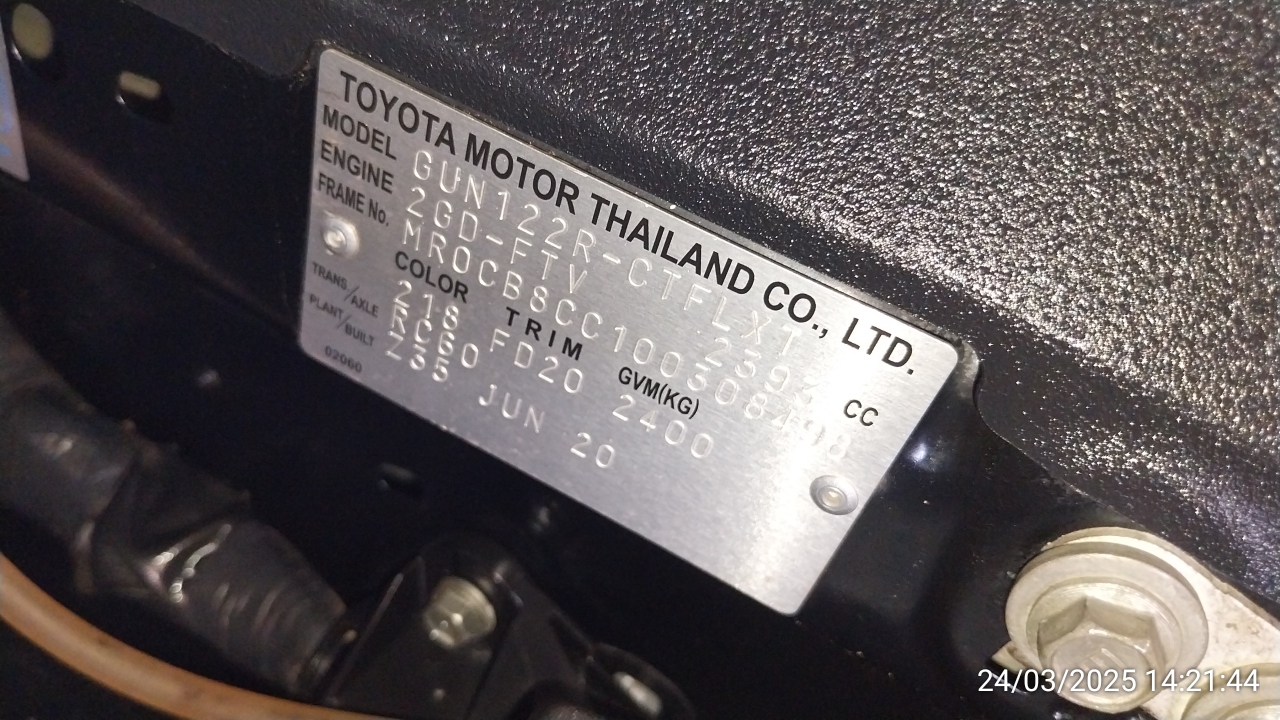 TOYOTA MOTOR THAILAND CO., LTD.
MODEL GUN122R-CTFLXT
ENGINE 2GD-FTV 2393 CC
FRAME No. MR0CB8CC100308498
COLOR TRIM GVM(KG)
218 FD20 2400
TRANS/AXLE RC60
PLANT/BUILT Z35 JUN 20
02060
24/03/2025 14:21:44